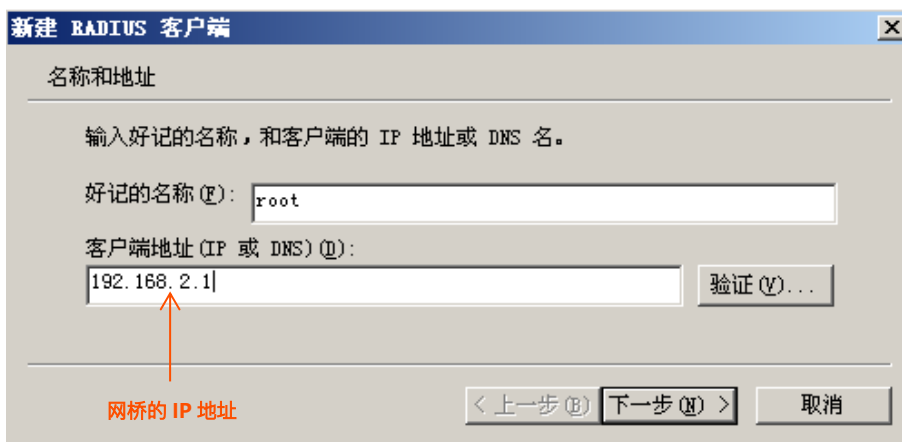 新建 RADIUS 客户端
名称和地址
输入好记的名称，和客户端的 IP 地址或 DNS 名。
好记的名称(F): root
客户端地址(IP 或 DNS)(D):
192.168.2.1 验证(V)...
网桥的 IP 地址
< 上一步(B) 下一步(N) > 取消